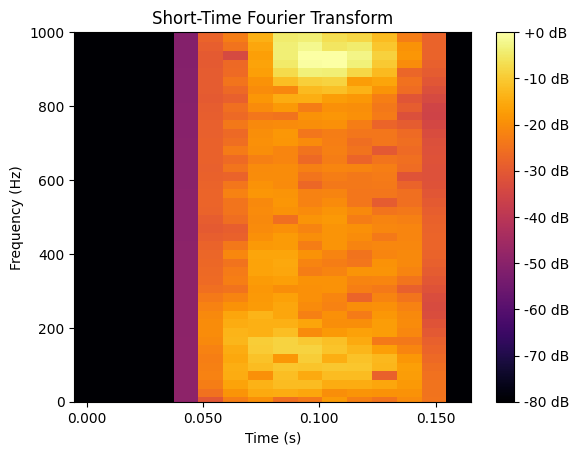 Short-Time Fourier Transform
1000
800
600
400
200
0
Frequency (Hz)
0.000
0.050
0.100
0.150
Time (s)
+0 dB
-10 dB
-20 dB
-30 dB
-40 dB
-50 dB
-60 dB
-70 dB
-80 dB